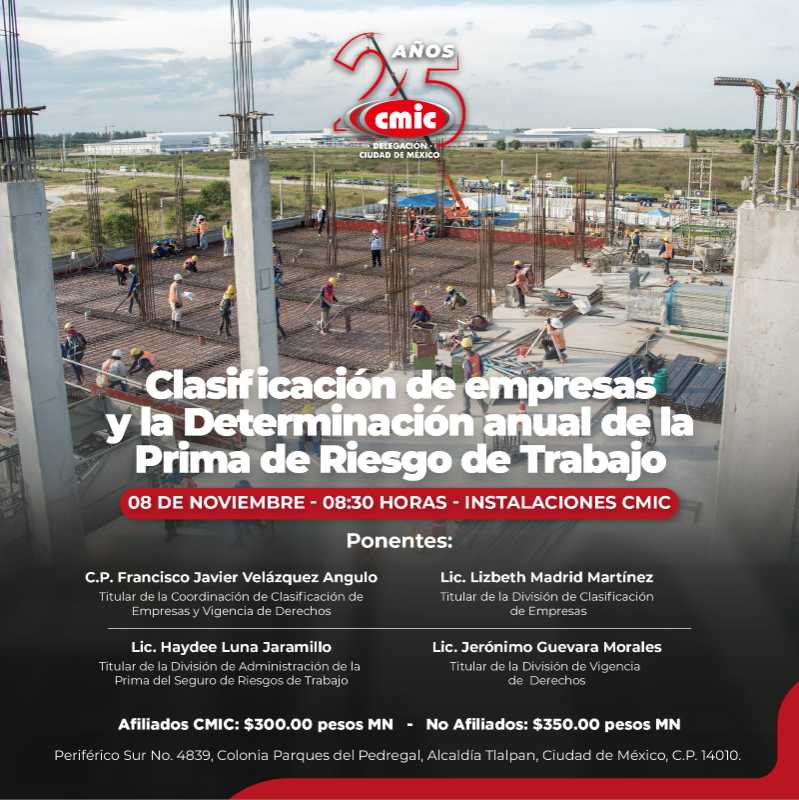 25 AÑOS
cmic
· DELEGACIÓN ·
CIUDAD DE MÉXICO
Clasificación de empresas
y la Determinación anual de la
Prima de Riesgo de Trabajo
08 DE NOVIEMBRE - 08:30 HORAS - INSTALACIONES CMIC
Ponentes:
C.P. Francisco Javier Velázquez Angulo
Titular de la Coordinación de Clasificación de
Empresas y Vigencia de Derechos
Lic. Lizbeth Madrid Martínez
Titular de la División de Clasificación
de Empresas
Lic. Haydee Luna Jaramillo
Titular de la División de Administración de la
Prima del Seguro de Riesgos de Trabajo
Lic. Jerónimo Guevara Morales
Titular de la División de Vigencia
de Derechos
Afiliados CMIC: $300.00 pesos MN - No Afiliados: $350.00 pesos MN
Periférico Sur No. 4839, Colonia Parques del Pedregal, Alcaldía Tlalpan, Ciudad de México, C.P. 14010.